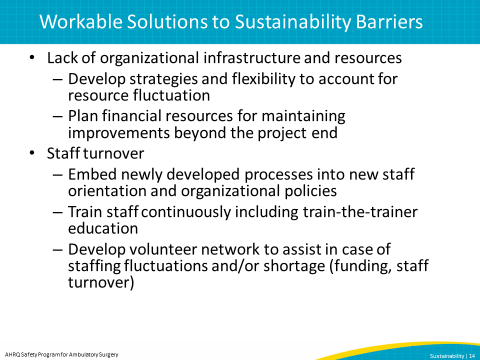 Workable Solutions to Sustainability Barriers
• Lack of organizational infrastructure and resources
– Develop strategies and flexibility to account for
resource fluctuation
– Plan financial resources for maintaining
improvements beyond the project end
• Staff turnover
– Embed newly developed processes into new staff
orientation and organizational policies
– Train staff continuously including train-the-trainer
education
– Develop volunteer network to assist in case of
staffing fluctuations and/or shortage (funding, staff
turnover)
AHRQ Safety Program for Ambulatory Surgery
Sustainability | 14